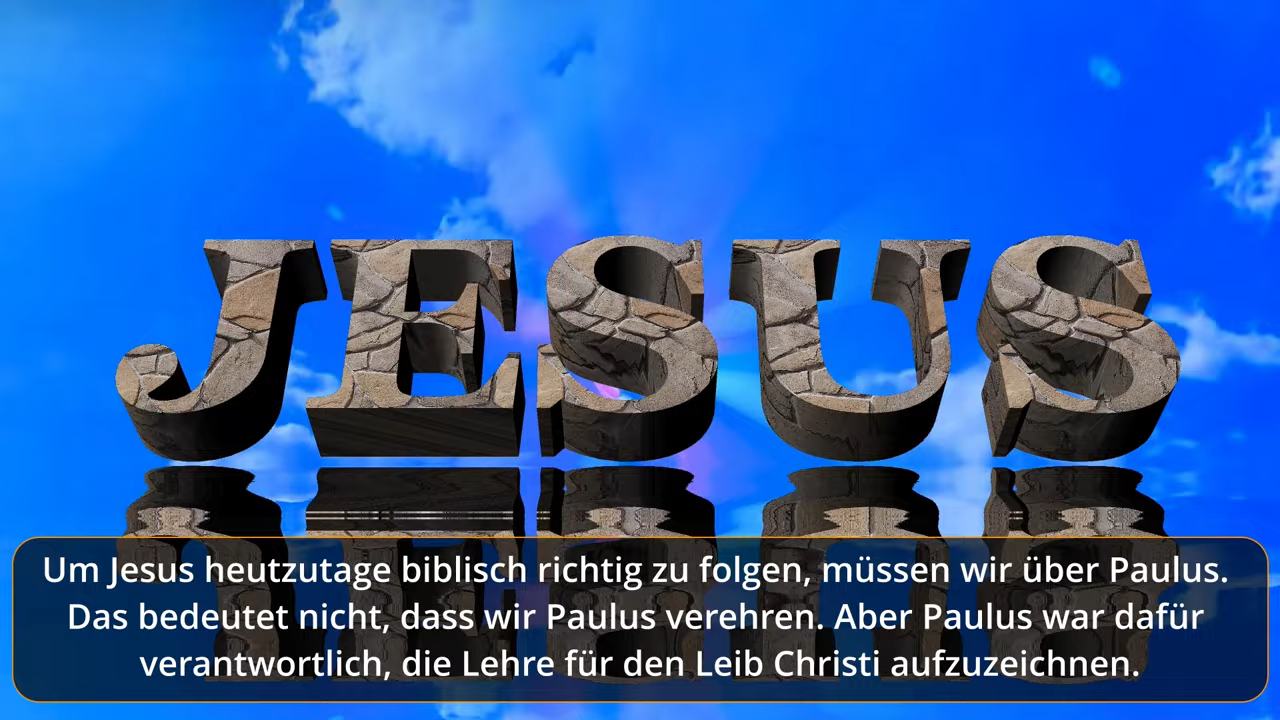 JESUS
Um Jesus heutzutage biblisch richtig zu folgen, müssen wir über Paulus.
Das bedeutet nicht, dass wir Paulus verehren. Aber Paulus war dafür
verantwortlich, die Lehre für den Leib Christi aufzuzeichnen.